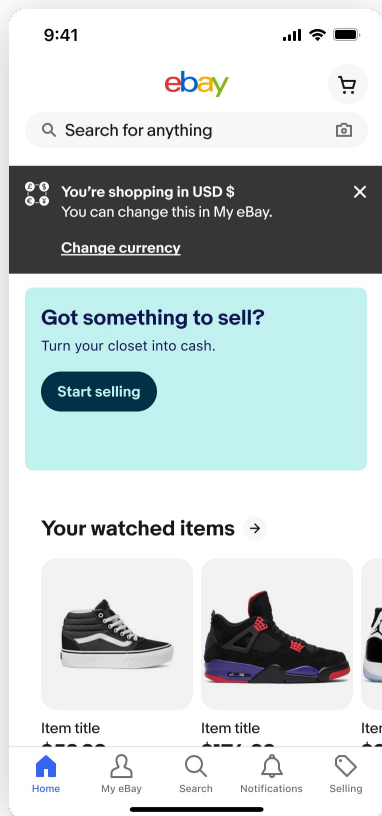 9:41
ebay
Search for anything
You're shopping in USD $
You can change this in My eBay.
Change currency
Got something to sell?
Turn your closet into cash.
Start selling
Your watched items
Item title
Item title
Home
My eBay
Search
Notifications
Selling